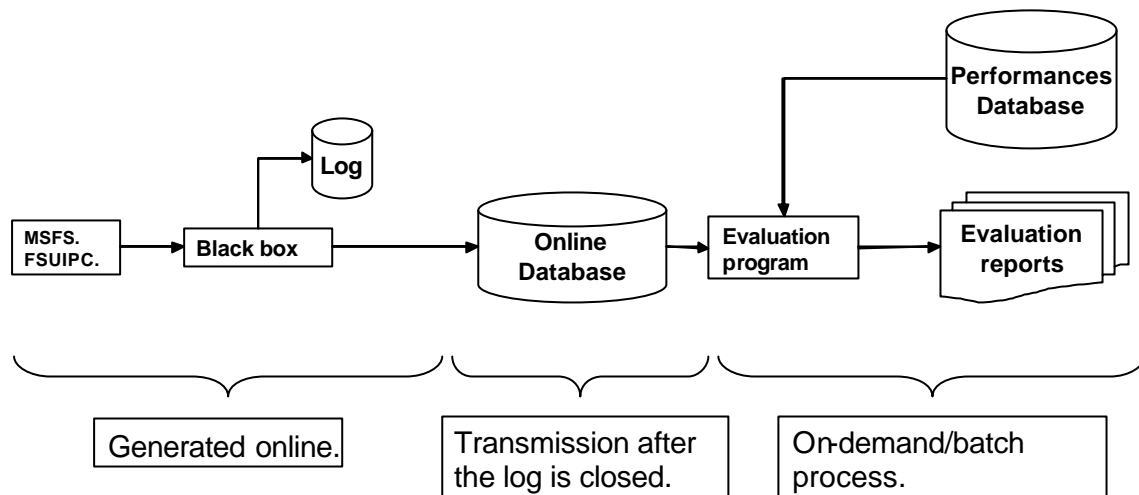 Performances
Database
Log
MSFS.
FSUIPC.
Black box
Online
Database
Evaluation
program
Evaluation
reports
Generated online.
Transmission after
the log is closed.
On-demand/batch
process.